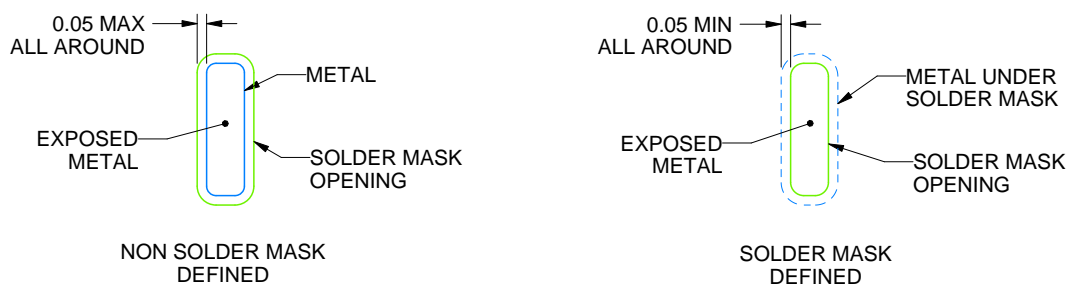 0.05 MAX
ALL AROUND
METAL
EXPOSED
METAL
SOLDER MASK
OPENING
NON SOLDER MASK
DEFINED
0.05 MIN
ALL AROUND
METAL UNDER
SOLDER MASK
EXPOSED
METAL
SOLDER MASK
OPENING
SOLDER MASK
DEFINED